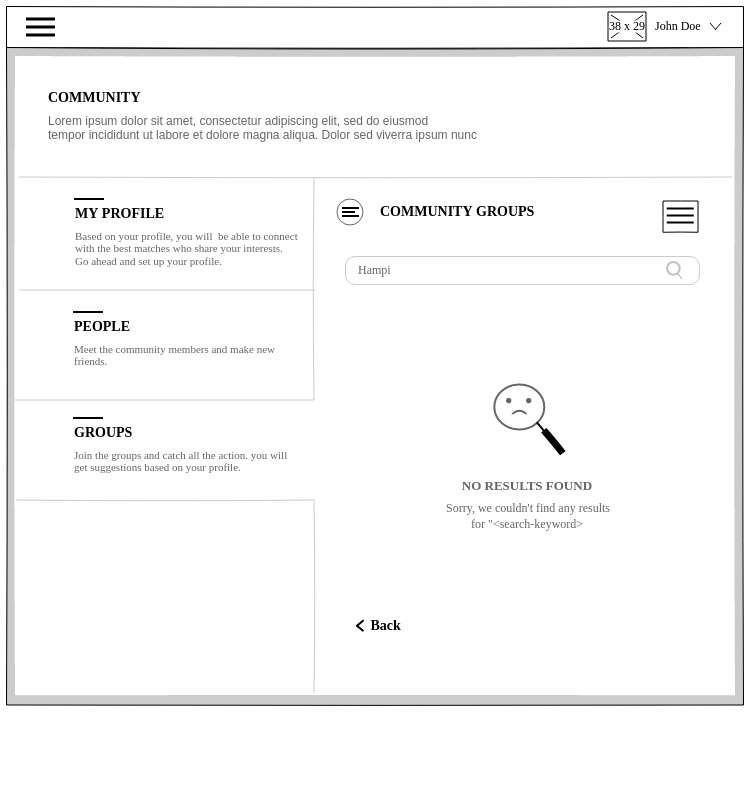 38 x 29
John Doe
COMMUNITY
Lorem ipsum dolor sit amet, consectetur adipiscing elit, sed do eiusmod
tempor incididunt ut labore et dolore magna aliqua. Dolor sed viverra ipsum nunc
MY PROFILE
Based on your profile, you will  be able to connect
with the best matches who share your interests.
Go ahead and set up your profile.
PEOPLE
Meet the community members and make new
friends.
GROUPS
Join the groups and catch all the action. you will
get suggestions based on your profile.
COMMUNITY GROUPS
Hampi
NO RESULTS FOUND
Sorry, we couldn't find any results
for "<search-keyword>
Back